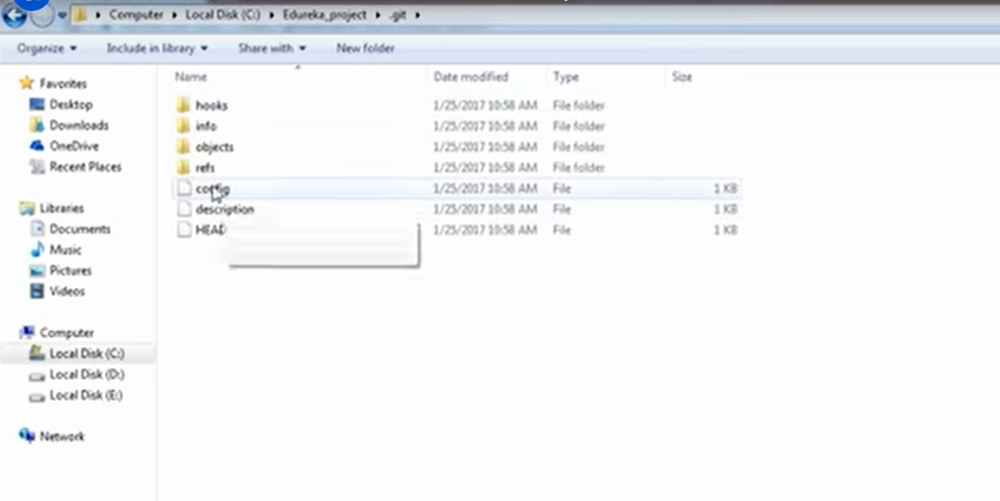 Computer Local Disk (C:) Edureka_project .git
Organize Include in library Share with New folder
Name Date modified Type Size
Favorites
Desktop
Downloads
OneDrive
Recent Places
Libraries
Documents
Music
Pictures
Videos
Computer
Local Disk (C:)
Local Disk (D:)
Local Disk (E:)
Network
hooks 1/25/2017 10:58 AM File folder
info 1/25/2017 10:58 AM File folder
objects 1/25/2017 10:58 AM File folder
refs 1/25/2017 10:58 AM File folder
config 1/25/2017 10:58 AM File 1 KB
description 1/25/2017 10:58 AM File 1 KB
HEAD 1/25/2017 10:58 AM File 1 KB